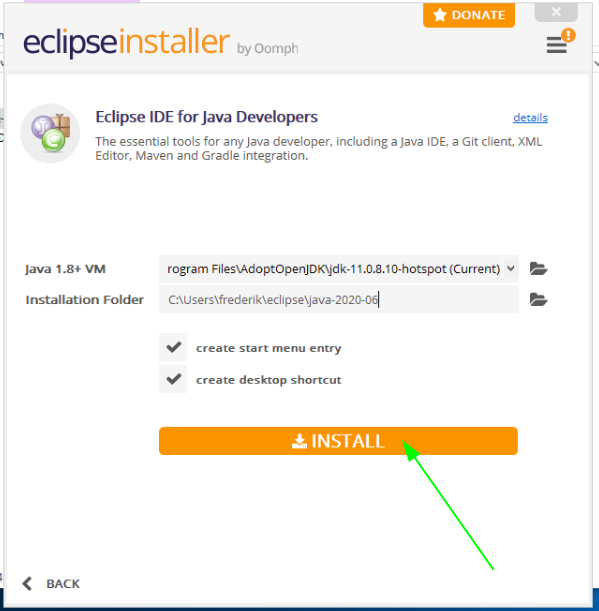 DONATE
eclipseinstaller by Oomph
Eclipse IDE for Java Developers details
The essential tools for any Java developer, including a Java IDE, a Git client, XML
Editor, Maven and Gradle integration.
Java 1.8+ VM rogram Files\AdoptOpenJDK\jdk-11.0.8.10-hotspot (Current)
Installation Folder C:\Users\frederik\eclipse\java-2020-06
create start menu entry
create desktop shortcut
INSTALL
BACK